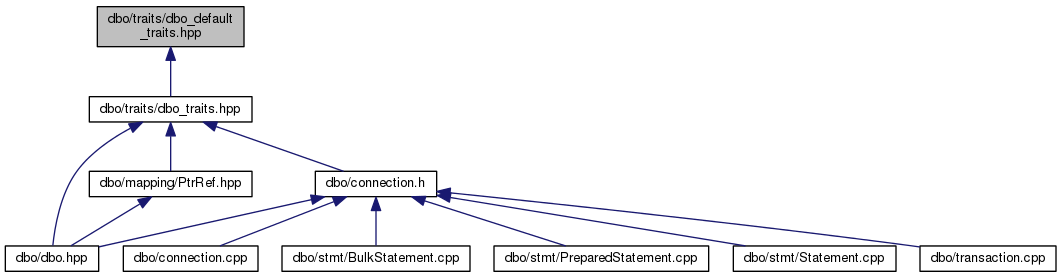 dbo/traits/dbo_default
_traits.hpp
dbo/traits/dbo_traits.hpp
dbo/mapping/PtrRef.hpp
dbo/connection.h
dbo/dbo.hpp
dbo/connection.cpp
dbo/stmt/BulkStatement.cpp
dbo/stmt/PreparedStatement.cpp
dbo/stmt/Statement.cpp
dbo/transaction.cpp